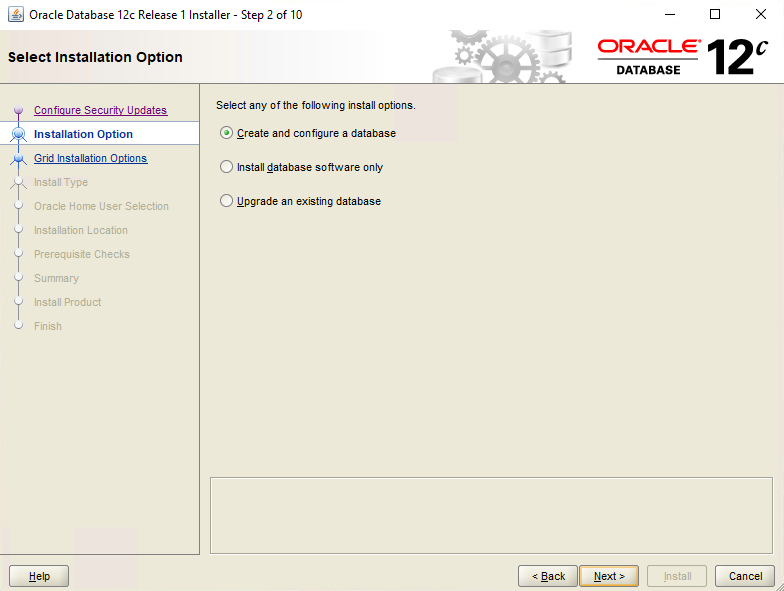 Oracle Database 12c Release 1 Installer - Step 2 of 10
Select Installation Option
ORACLE®
DATABASE
12c
Configure Security Updates
Installation Option
Grid Installation Options
Install Type
Oracle Home User Selection
Installation Location
Prerequisite Checks
Summary
Install Product
Finish
Select any of the following install options.
Create and configure a database
Install database software only
Upgrade an existing database
Help
< Back
Next >
Install
Cancel